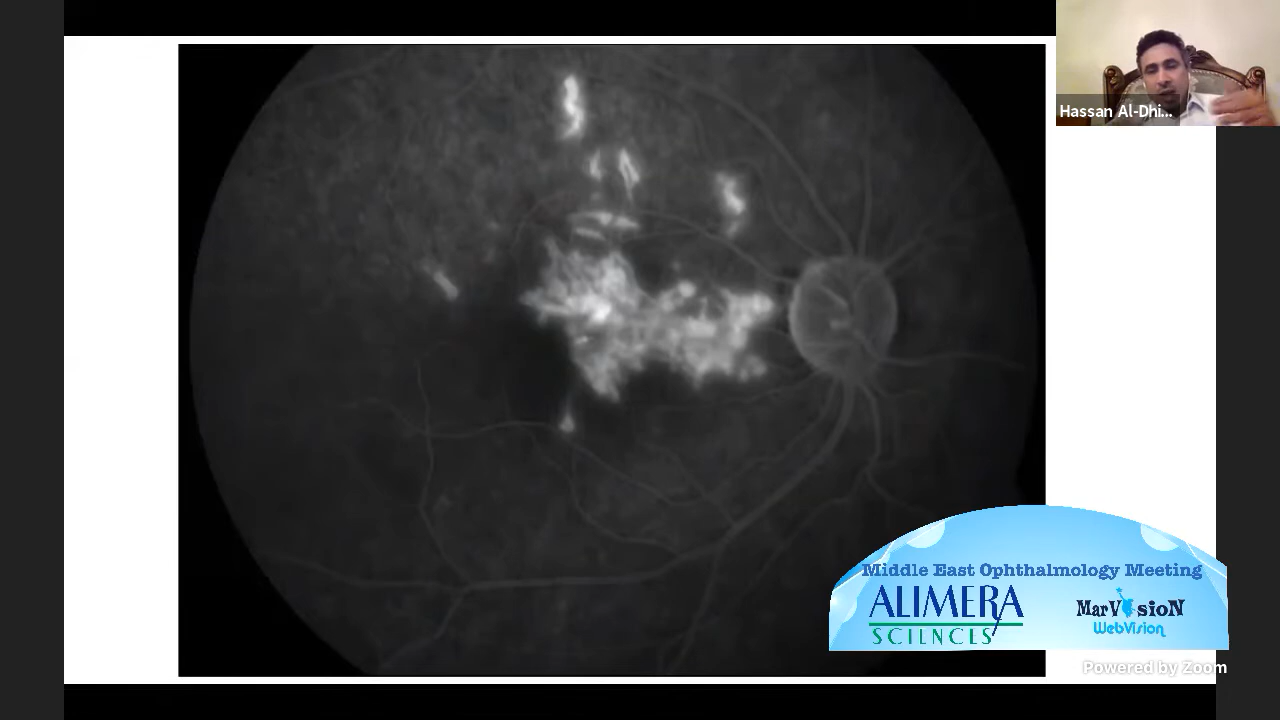 Hassan Al-Dhi...
Middle East Ophthalmology Meeting
ALIMERA
SCIENCES
MarVisioN
WebVision
Powered by Zoom